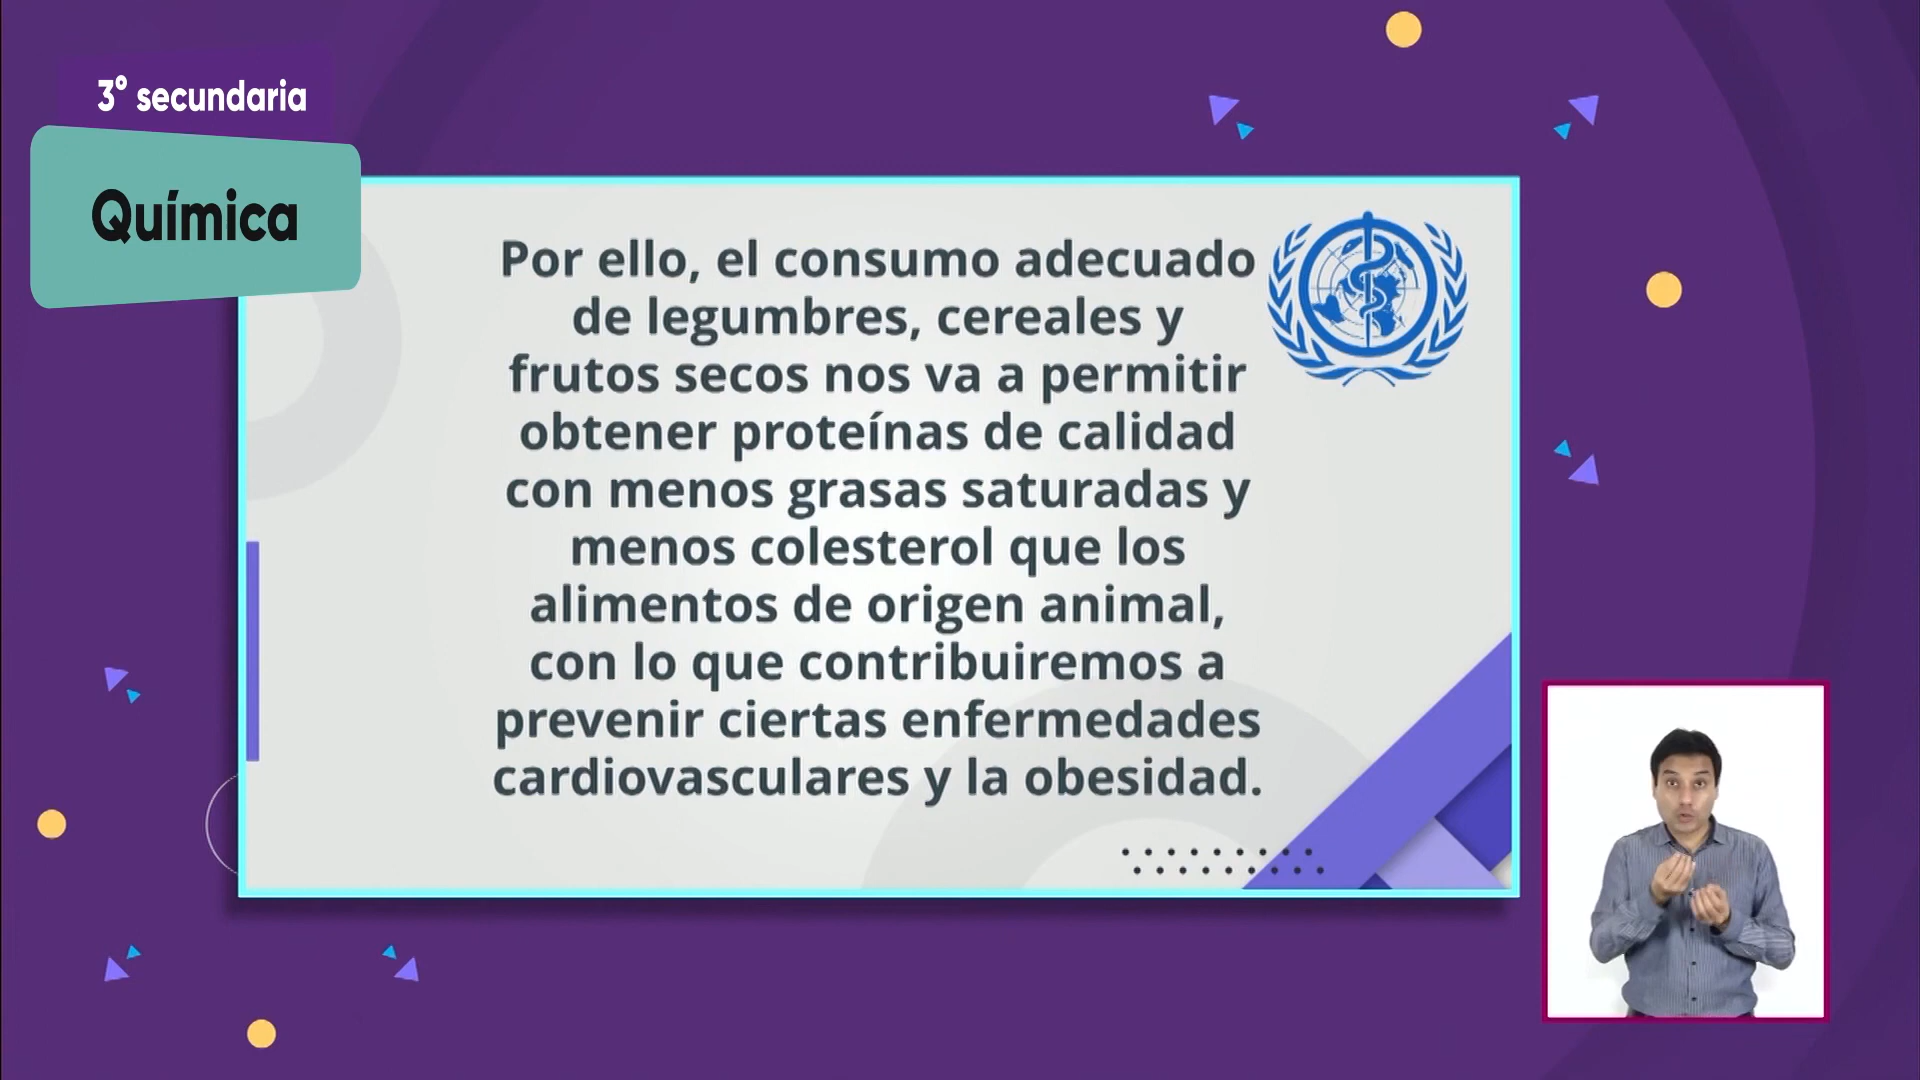 3° secundaria
Química
Por ello, el consumo adecuado
de legumbres, cereales y
frutos secos nos va a permitir
obtener proteínas de calidad
con menos grasas saturadas y
menos colesterol que los
alimentos de origen animal,
con lo que contribuiremos a
prevenir ciertas enfermedades
cardiovasculares y la obesidad.